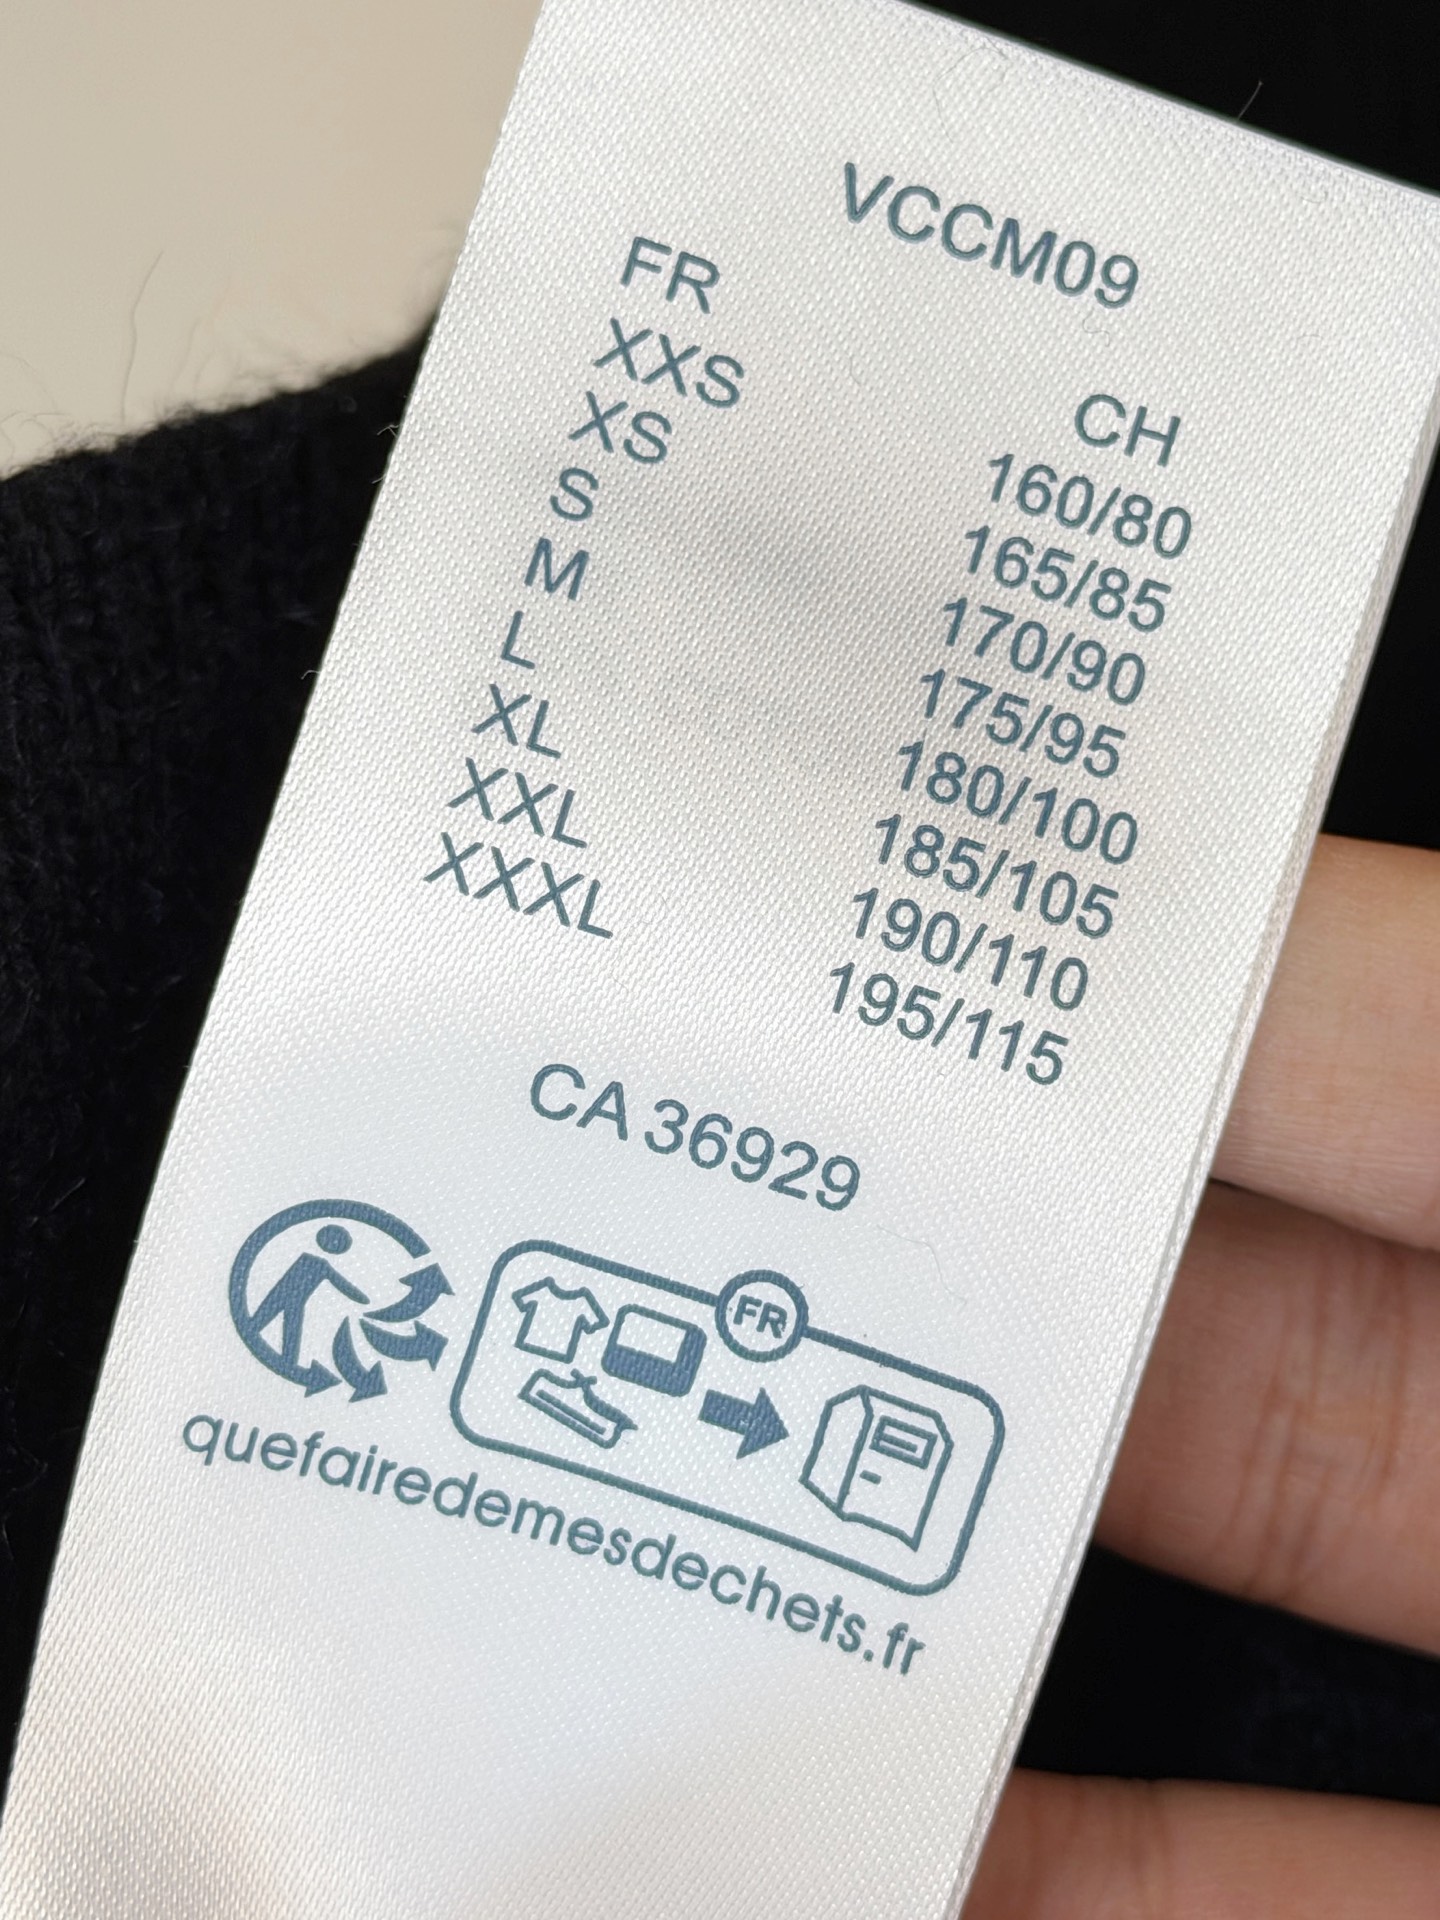 VCCM09
FR CH
XXS 160/80
XS 165/85
S 170/90
M 175/95
L 180/100
XL 185/105
XXL 190/110
XXXL 195/115
CA 36929
FR
quefairedemesdechets.fr